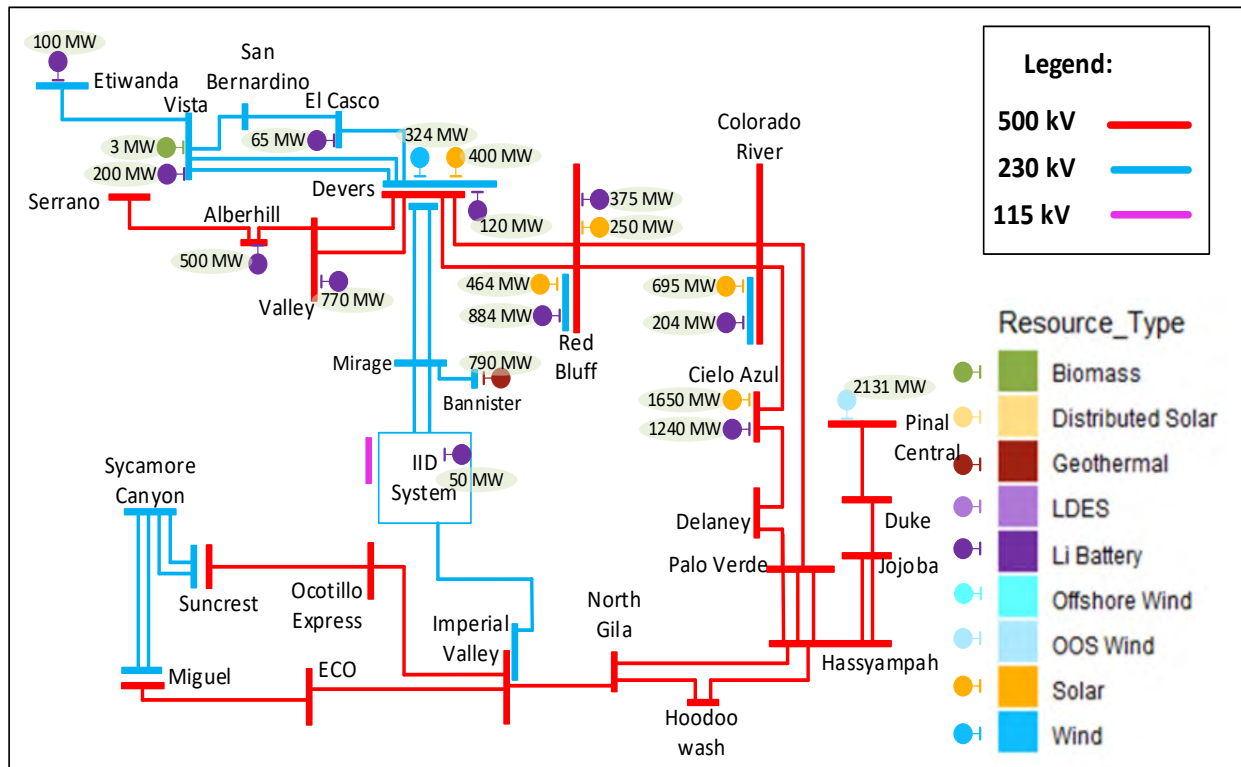 100 MW
Etiwanda
San
Bernardino
Vista
El Casco
3 MW
65 MW
324 MW
400 MW
200 MW
Devers
Serrano
Alberhill
120 MW
500 MW
Valley
770 MW
Colorado
River
375 MW
250 MW
464 MW
884 MW
Red
Bluff
695 MW
204 MW
Mirage
790 MW
Bannister
Cielo Azul
1650 MW
1240 MW
2131 MW
Pinal
Central
IID
System
50 MW
Sycamore
Canyon
Delaney
Duke
Palo Verde
Jojoba
Suncrest
Ocotillo
Express
Imperial
Valley
North
Gila
Hassyampah
Miguel
ECO
Hoodoo
wash
Legend:
500 kV
230 kV
115 kV
Resource_Type
Biomass
Distributed Solar
Geothermal
LDES
Li Battery
Offshore Wind
OOS Wind
Solar
Wind